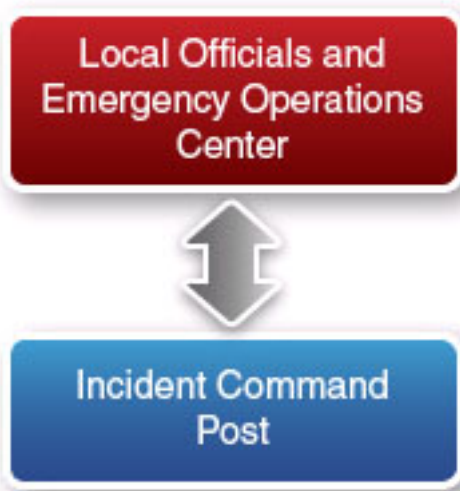 Local Officials and
Emergency Operations
Center
Incident Command
Post